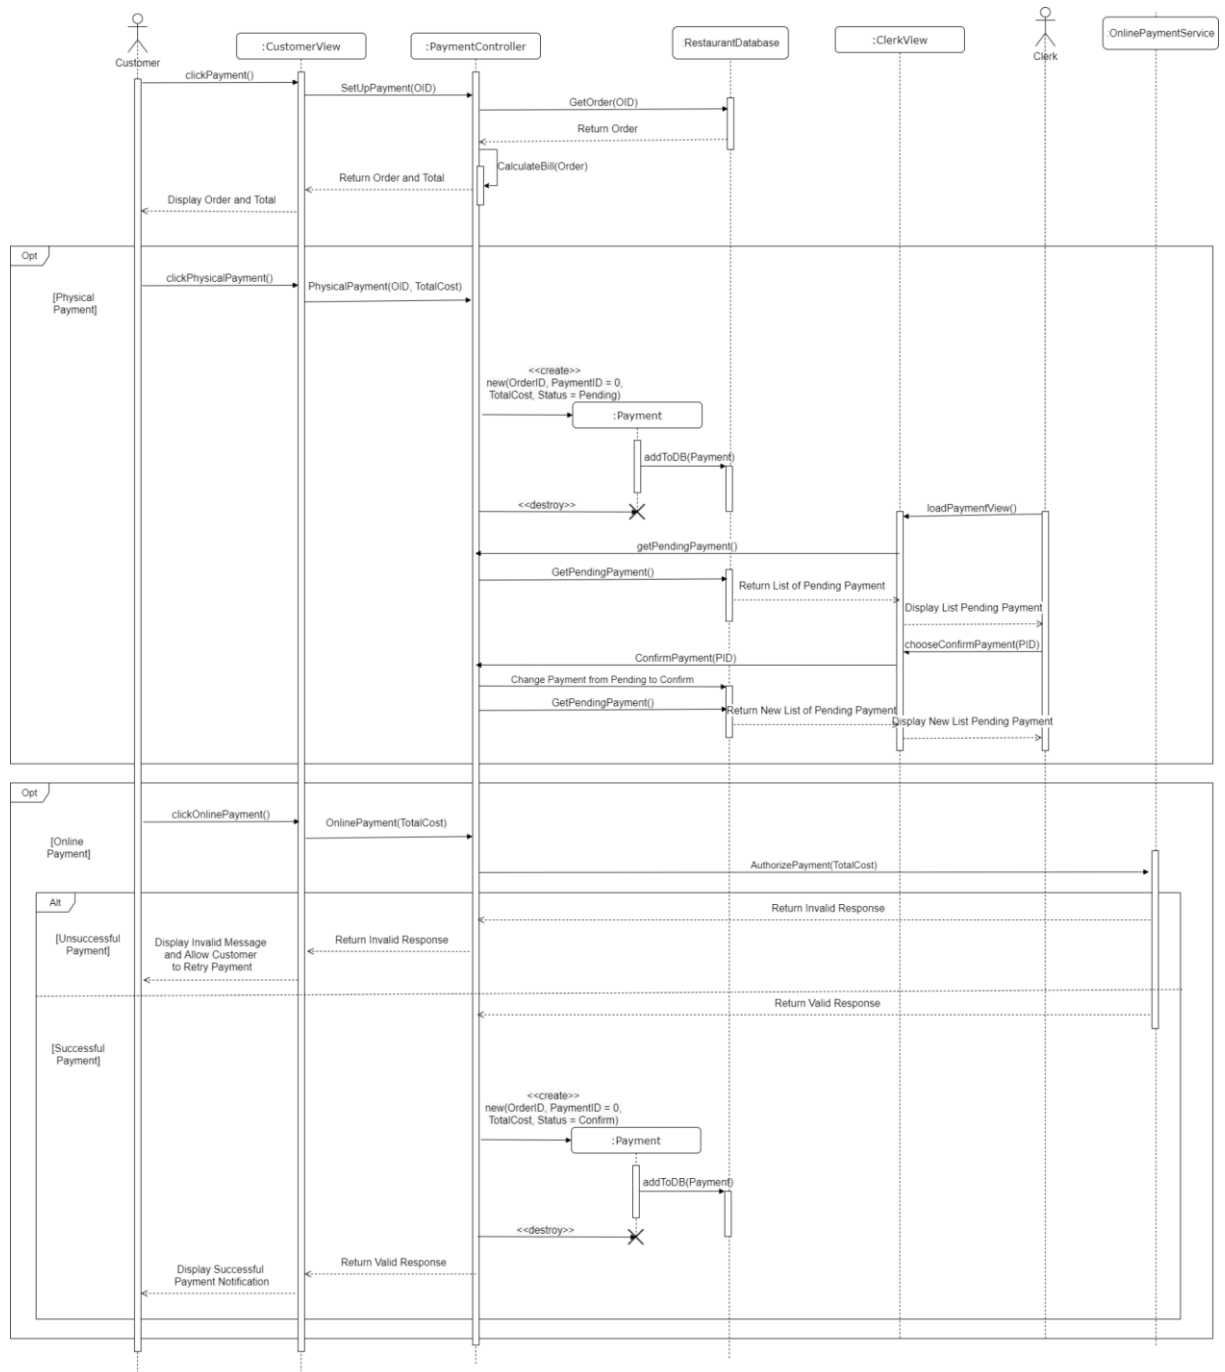 Customer
:CustomerView
:PaymentController
:RestaurantDatabase
:ClerkView
Clerk
:OnlinePaymentService
clickPayment()
SetUpPayment(OID)
GetOrder(OID)
Return Order
CalculateBill(Order)
Return Order and Total
Display Order and Total
Opt
[Physical
Payment]
clickPhysicalPayment()
PhysicalPayment(OID, TotalCost)
<<create>>
new(OrderID, PaymentID = 0,
TotalCost, Status = Pending)
:Payment
addToDB(Payment)
<<destroy>>
loadPaymentView()
getPendingPayment()
GetPendingPayment()
Return List of Pending Payment
Display List Pending Payment
chooseConfirmPayment(PID)
ConfirmPayment(PID)
Change Payment from Pending to Confirm
GetPendingPayment()
Return New List of Pending Payment
Display New List Pending Payment
Opt
[Online
Payment]
clickOnlinePayment()
OnlinePayment(TotalCost)
AuthorizePayment(TotalCost)
Alt
[Unsuccessful
Payment]
Return Invalid Response
Return Invalid Response
Display Invalid Message
and Allow Customer
to Retry Payment
Return Valid Response
[Successful
Payment]
<<create>>
new(OrderID, PaymentID = 0,
TotalCost, Status = Confirm)
:Payment
addToDB(Payment)
<<destroy>>
Return Valid Response
Display Successful
Payment Notification